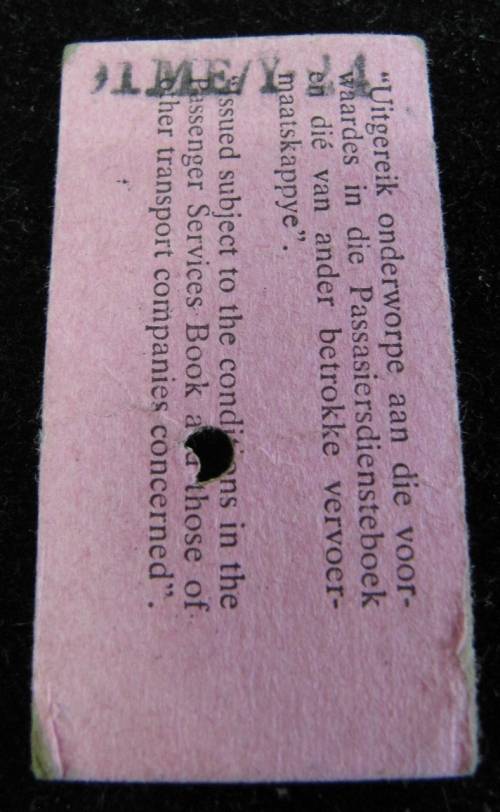 "Uitgereik onderworpe aan die voor-
waardes in die Passasiersdiensteboek
en dié van ander betrokke vervoer-
maatskappye".
"Issued subject to the conditions in the
Passenger Services Book and those of
other transport companies concerned".